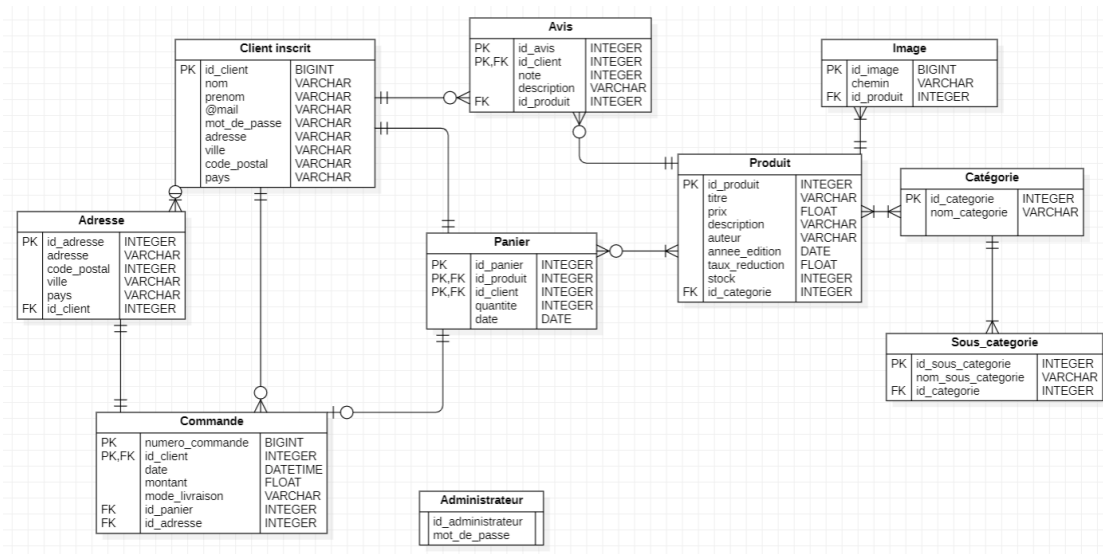 Client inscrit
PK id_client BIGINT
nom VARCHAR
prenom VARCHAR
@mail VARCHAR
mot_de_passe VARCHAR
adresse VARCHAR
ville VARCHAR
code_postal VARCHAR
pays VARCHAR
Avis
PK id_avis INTEGER
PK,FK id_client INTEGER
note INTEGER
description VARCHAR
FK id_produit INTEGER
Image
PK id_image BIGINT
chemin VARCHAR
FK id_produit INTEGER
Produit
PK id_produit INTEGER
titre VARCHAR
prix FLOAT
description VARCHAR
auteur VARCHAR
annee_edition DATE
taux_reduction FLOAT
stock INTEGER
FK id_categorie INTEGER
Catégorie
PK id_categorie INTEGER
nom_categorie VARCHAR
Adresse
PK id_adresse INTEGER
adresse VARCHAR
code_postal INTEGER
ville VARCHAR
pays VARCHAR
FK id_client INTEGER
Panier
PK id_panier INTEGER
PK,FK id_produit INTEGER
PK,FK id_client INTEGER
quantite INTEGER
date DATE
Sous_categorie
PK id_sous_categorie INTEGER
nom_sous_categorie VARCHAR
FK id_categorie INTEGER
Commande
PK numero_commande BIGINT
PK,FK id_client INTEGER
date DATETIME
montant FLOAT
mode_livraison VARCHAR
FK id_panier INTEGER
FK id_adresse INTEGER
Administrateur
id_administrateur
mot_de_passe